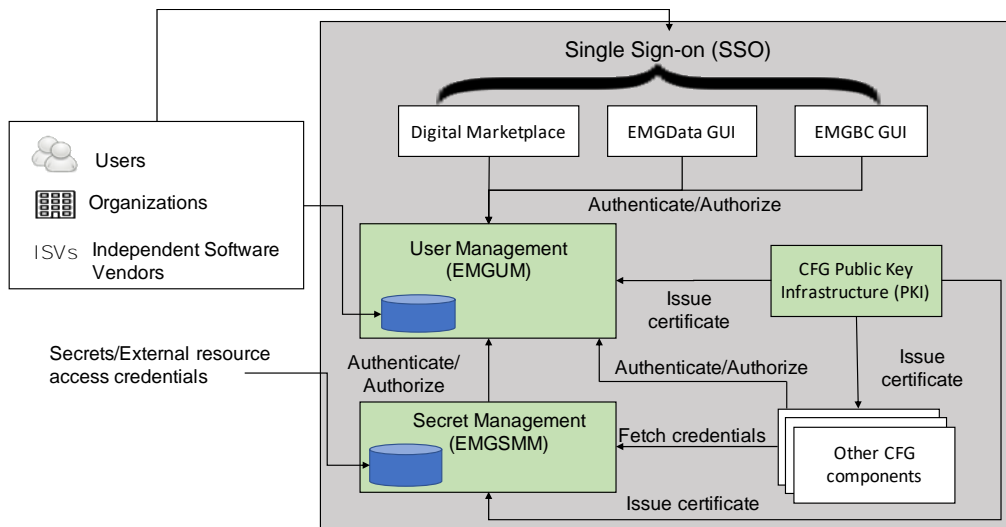 Single Sign-on (SSO)
Digital Marketplace
EMGData GUI
EMGBC GUI
Users
Organizations
ISVs
Independent Software
Vendors
Authenticate/Authorize
User Management
(EMGUM)
CFG Public Key
Infrastructure (PKI)
Issue
certificate
Secrets/External resource
access credentials
Authenticate/
Authorize
Authenticate/Authorize
Issue
certificate
Secret Management
(EMGSMM)
Fetch credentials
Other CFG
components
Issue certificate